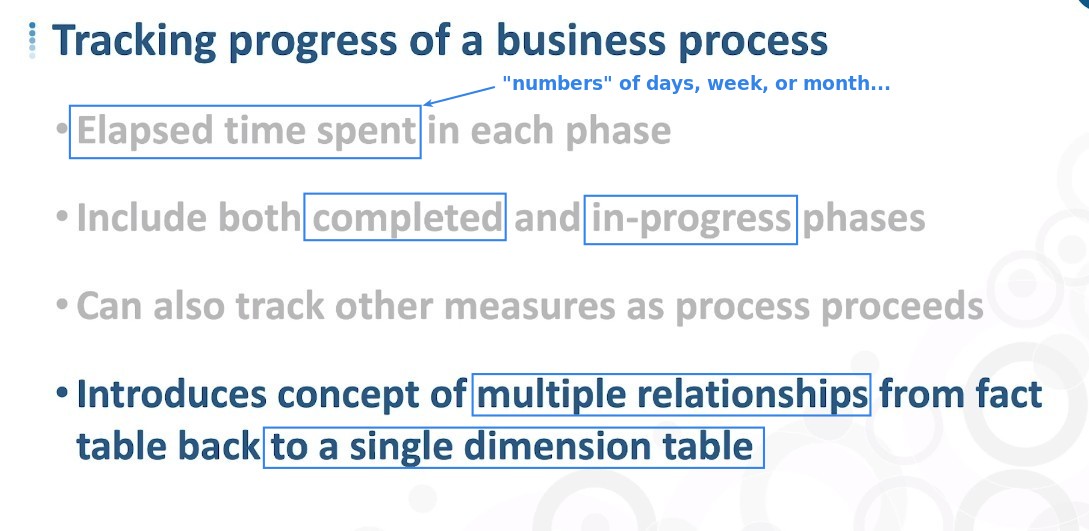 Tracking progress of a business process
"numbers" of days, week, or month...
•Elapsed time spent in each phase
•Include both completed and in-progress phases
•Can also track other measures as process proceeds
•Introduces concept of multiple relationships from fact
table back to a single dimension table